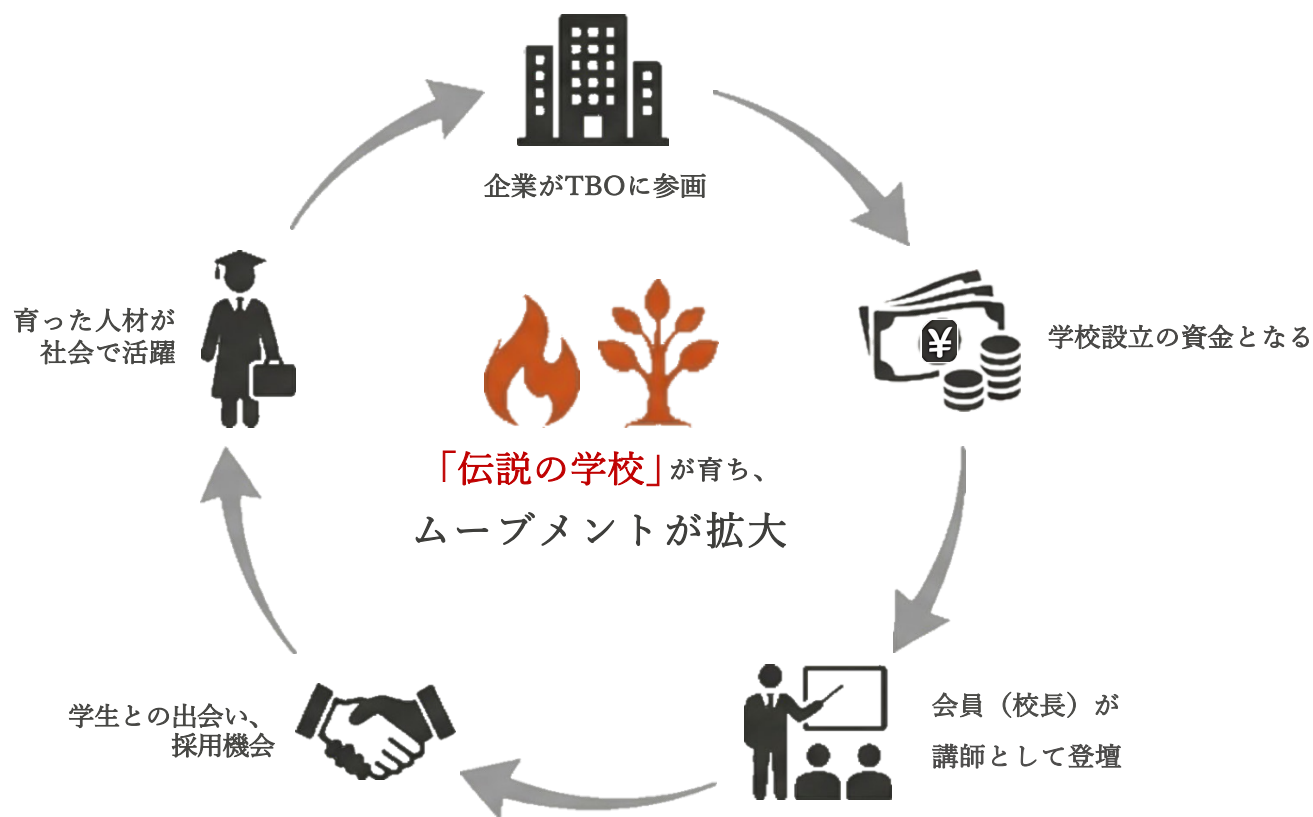 企業がTBOに参画
学校設立の資金となる
会員（校長）が
講師として登壇
学生との出会い、
採用機会
育った人材が
社会で活躍
「伝説の学校」が育ち、
ムーブメントが拡大
¥